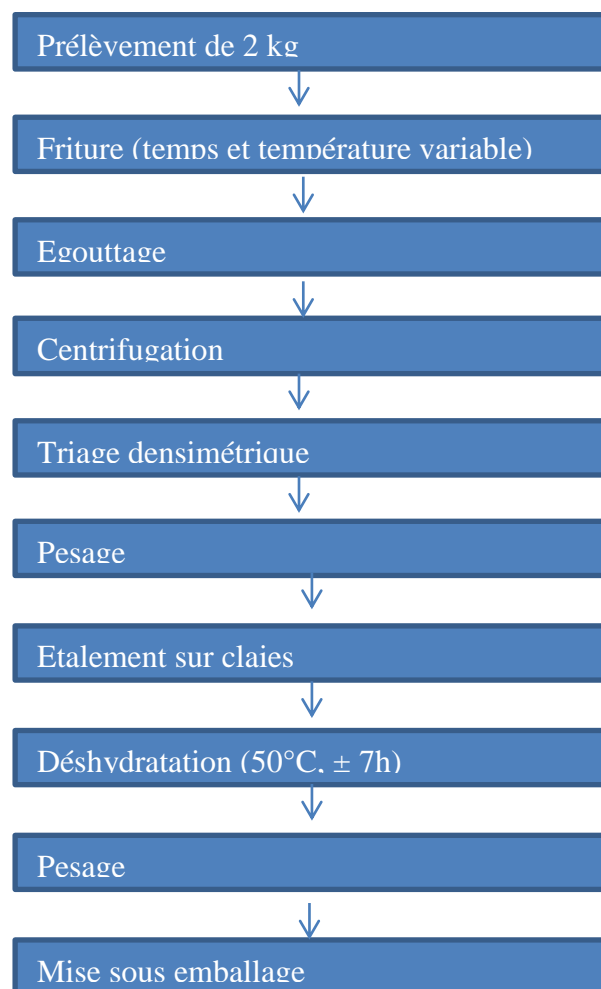 Prélèvement de 2 kg
Friture (temps et température variable)
Egouttage
Centrifugation
Triage densimétrique
Pesage
Etalement sur claies
Déshydratation (50°C, ± 7h)
Pesage
Mise sous emballage